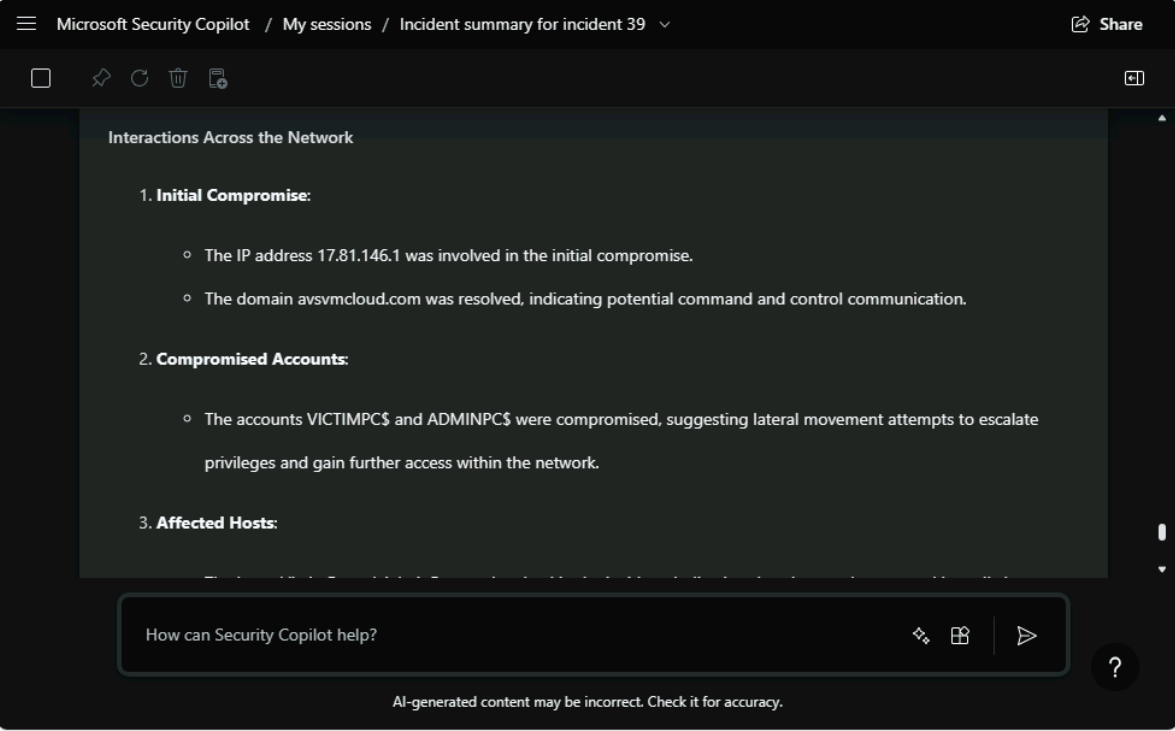 Microsoft Security Copilot / My sessions / Incident summary for incident 39
Share
Interactions Across the Network
1. Initial Compromise:
The IP address 17.81.146.1 was involved in the initial compromise.
The domain avsvmcloud.com was resolved, indicating potential command and control communication.
2. Compromised Accounts:
The accounts VICTIMPC$ and ADMINPC$ were compromised, suggesting lateral movement attempts to escalate
privileges and gain further access within the network.
3. Affected Hosts:
How can Security Copilot help?
?
AI-generated content may be incorrect. Check it for accuracy.